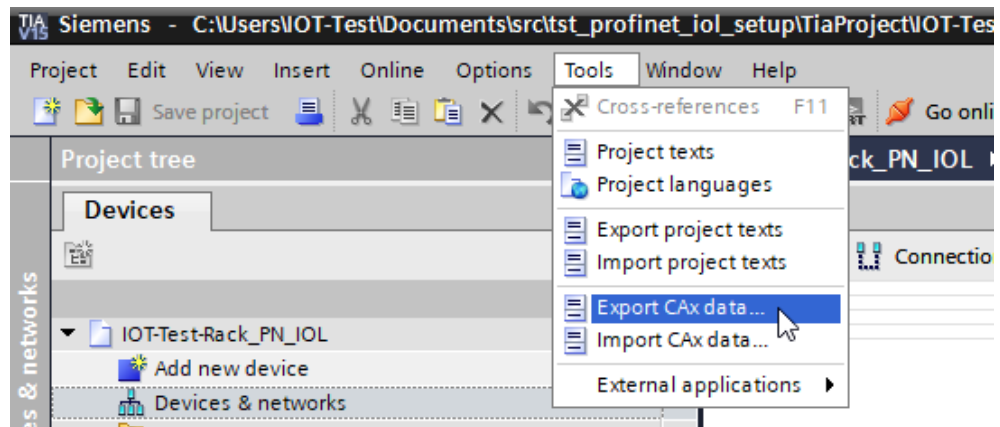 TIA V15 Siemens - C:\Users\IOT-Test\Documents\src\tst_profinet_iol_setup\TiaProject\IOT-Tes
Project Edit View Insert Online Options Tools Window Help
Save project Cross-references F11 Go onli
Project tree Project texts ck_PN_IOL
Project languages
Devices
Export project texts
Import project texts Connectio
Export CAx data...
IOT-Test-Rack_PN_IOL Import CAx data...
Add new device
External applications
Devices & networks
es & networks